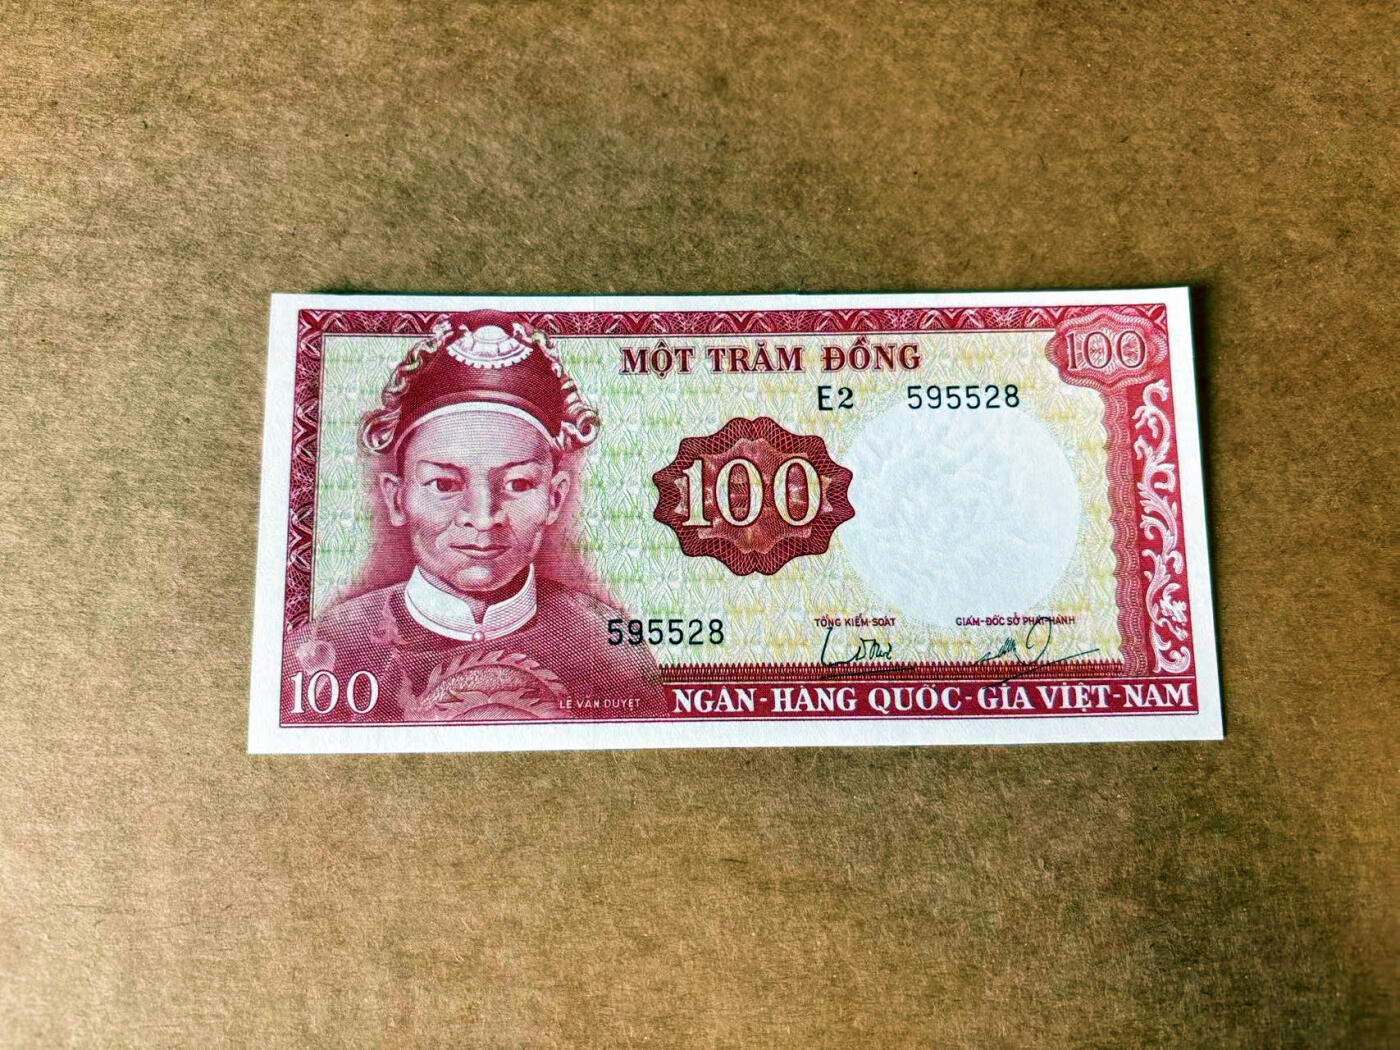 MỘT TRĂM ĐỒNG
100
E2 595528
100
595528
TỔNG KIỂM-SOÁT
GIÁM-ĐỐC SỞ PHÁT-HÀNH
100
LÊ VĂN DUYỆT
NGÂN-HÀNG QUỐC-GIA VIỆT-NAM